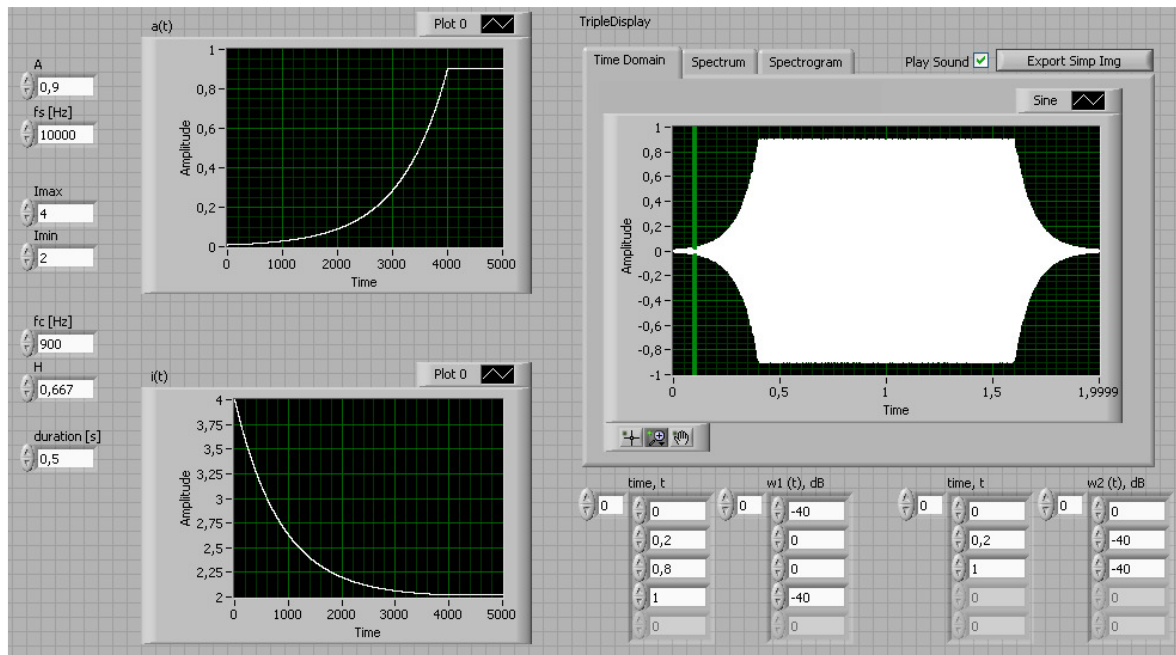 a(t)
Plot 0
A
0,9
fs [Hz]
10000
Imax
4
Imin
2
fc [Hz]
900
H
0,667
duration [s]
0,5
1
0,8
0,6
0,4
0,2
0
Amplitude
0 1000 2000 3000 4000 5000
Time
i(t)
Plot 0
4
3,75
3,5
3,25
3
2,75
2,5
2,25
2
Amplitude
0 1000 2000 3000 4000 5000
Time
TripleDisplay
Time Domain Spectrum Spectrogram Play Sound Export Simp Img
Sine
1
0,8
0,6
0,4
0,2
0
-0,2
-0,4
-0,6
-0,8
-1
Amplitude
0 0,5 1 1,5 1,9999
Time
time, t w1 (t), dB time, t w2 (t), dB
0 0 0 -40 0 0 0 0
0,2 0 0,2 -40
0,8 0 1 -40
1 -40 0 0
0 0 0 0